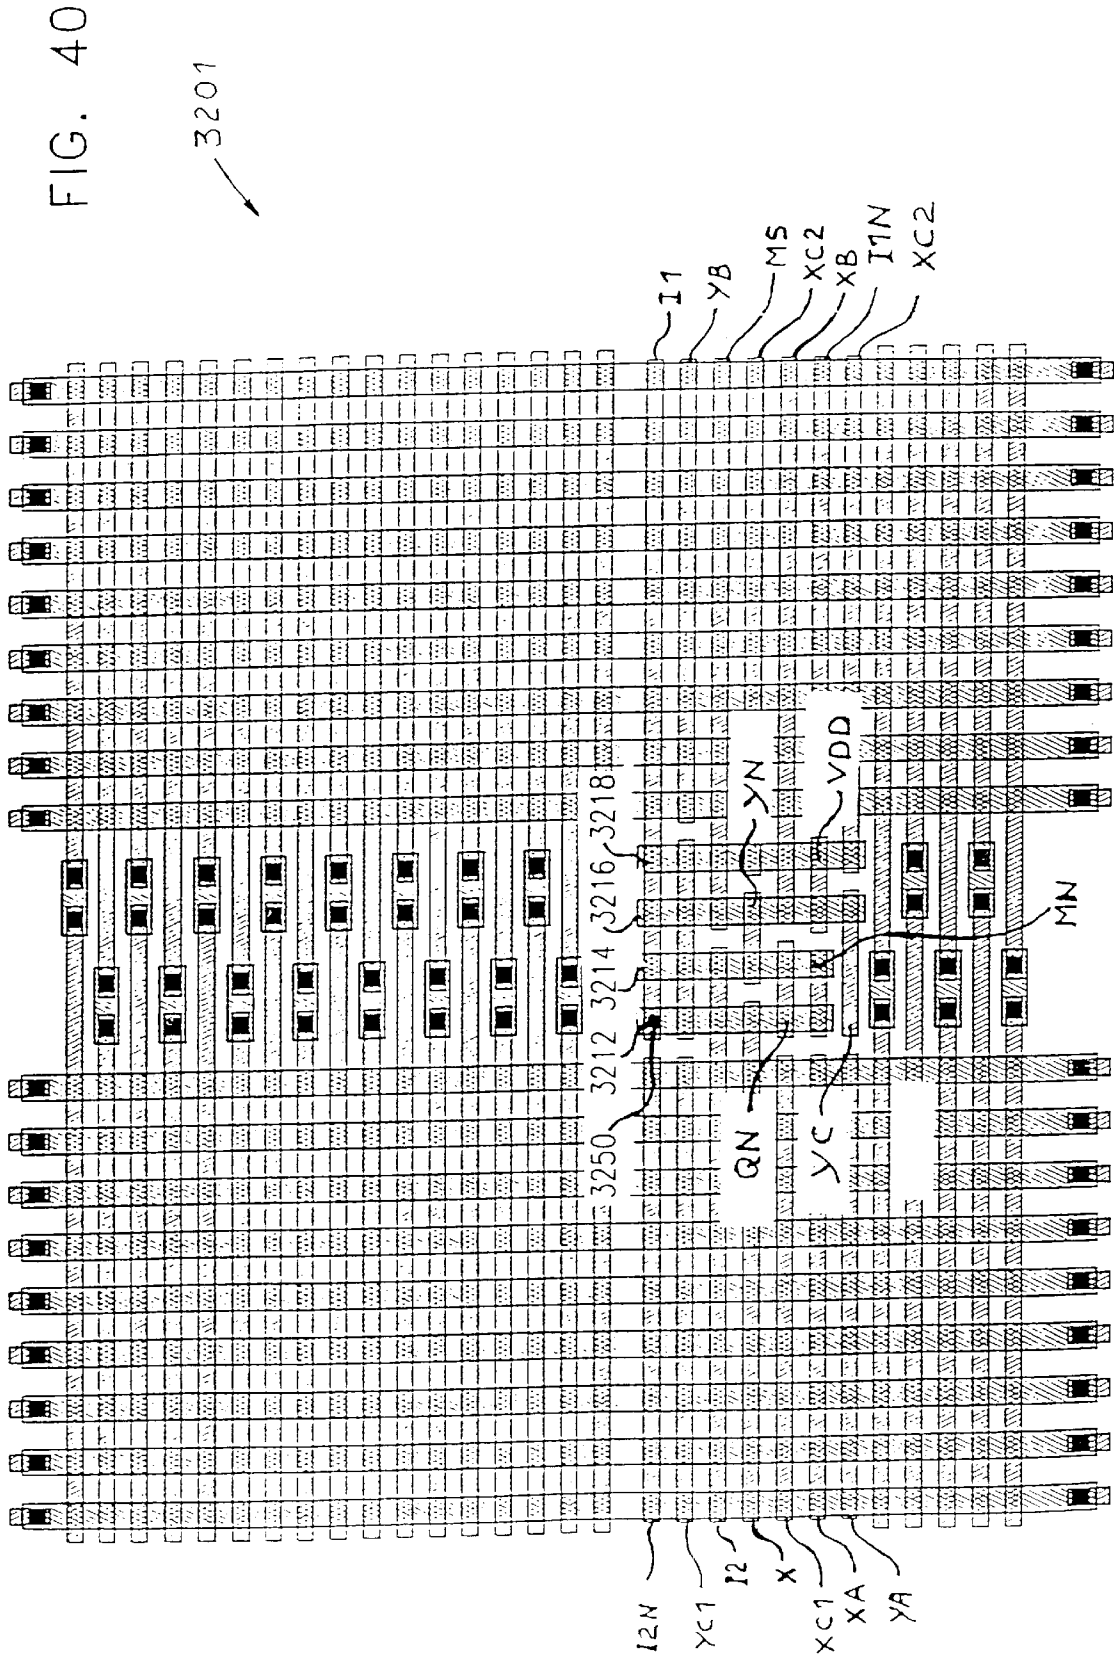 FIG. 40
3201
I1
YB
MS
XC2
XB
I1N
XC2
3250
3212
3214
3216
3218
QN
YC
YN
VDD
MN
I2N
YC1
I2
X
XC1
XA
YA